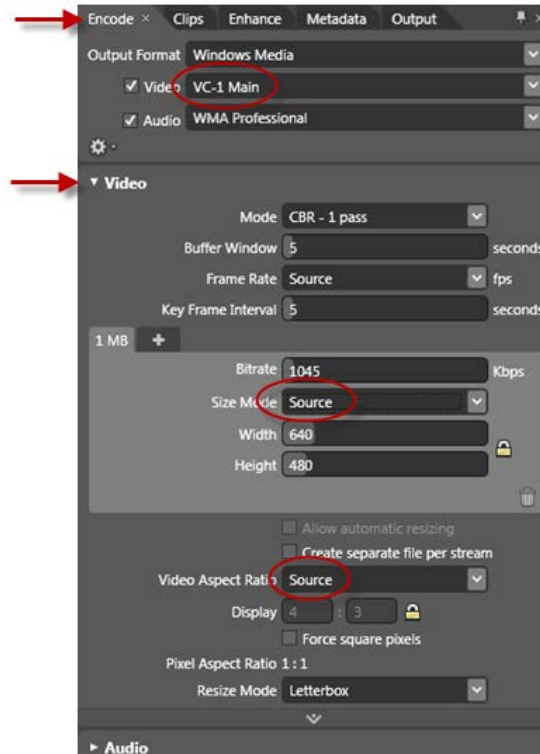 Encode × Clips Enhance Metadata Output
Output Format Windows Media
Video VC-1 Main
Audio WMA Professional
Video
Mode CBR - 1 pass
Buffer Window 5 seconds
Frame Rate Source fps
Key Frame Interval 5 seconds
1 MB +
Bitrate 1045 Kbps
Size Mode Source
Width 640
Height 480
Allow automatic resizing
Create separate file per stream
Video Aspect Ratio Source
Display 4 : 3
Force square pixels
Pixel Aspect Ratio 1 : 1
Resize Mode Letterbox
Audio